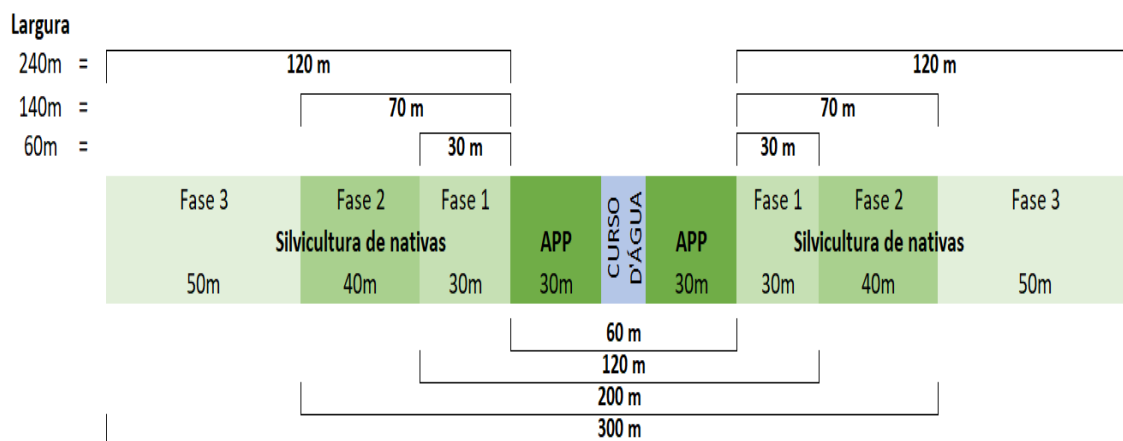 Largura
240m =
120 m
120 m
140m =
70 m
70 m
60m =
30 m
30 m
Fase 3
Fase 2
Fase 1
Fase 1
Fase 2
Fase 3
Silvicultura de nativas
APP
CURSO
D'ÁGUA
APP
Silvicultura de nativas
50m
40m
30m
30m
30m
30m
40m
50m
60 m
120 m
200 m
300 m